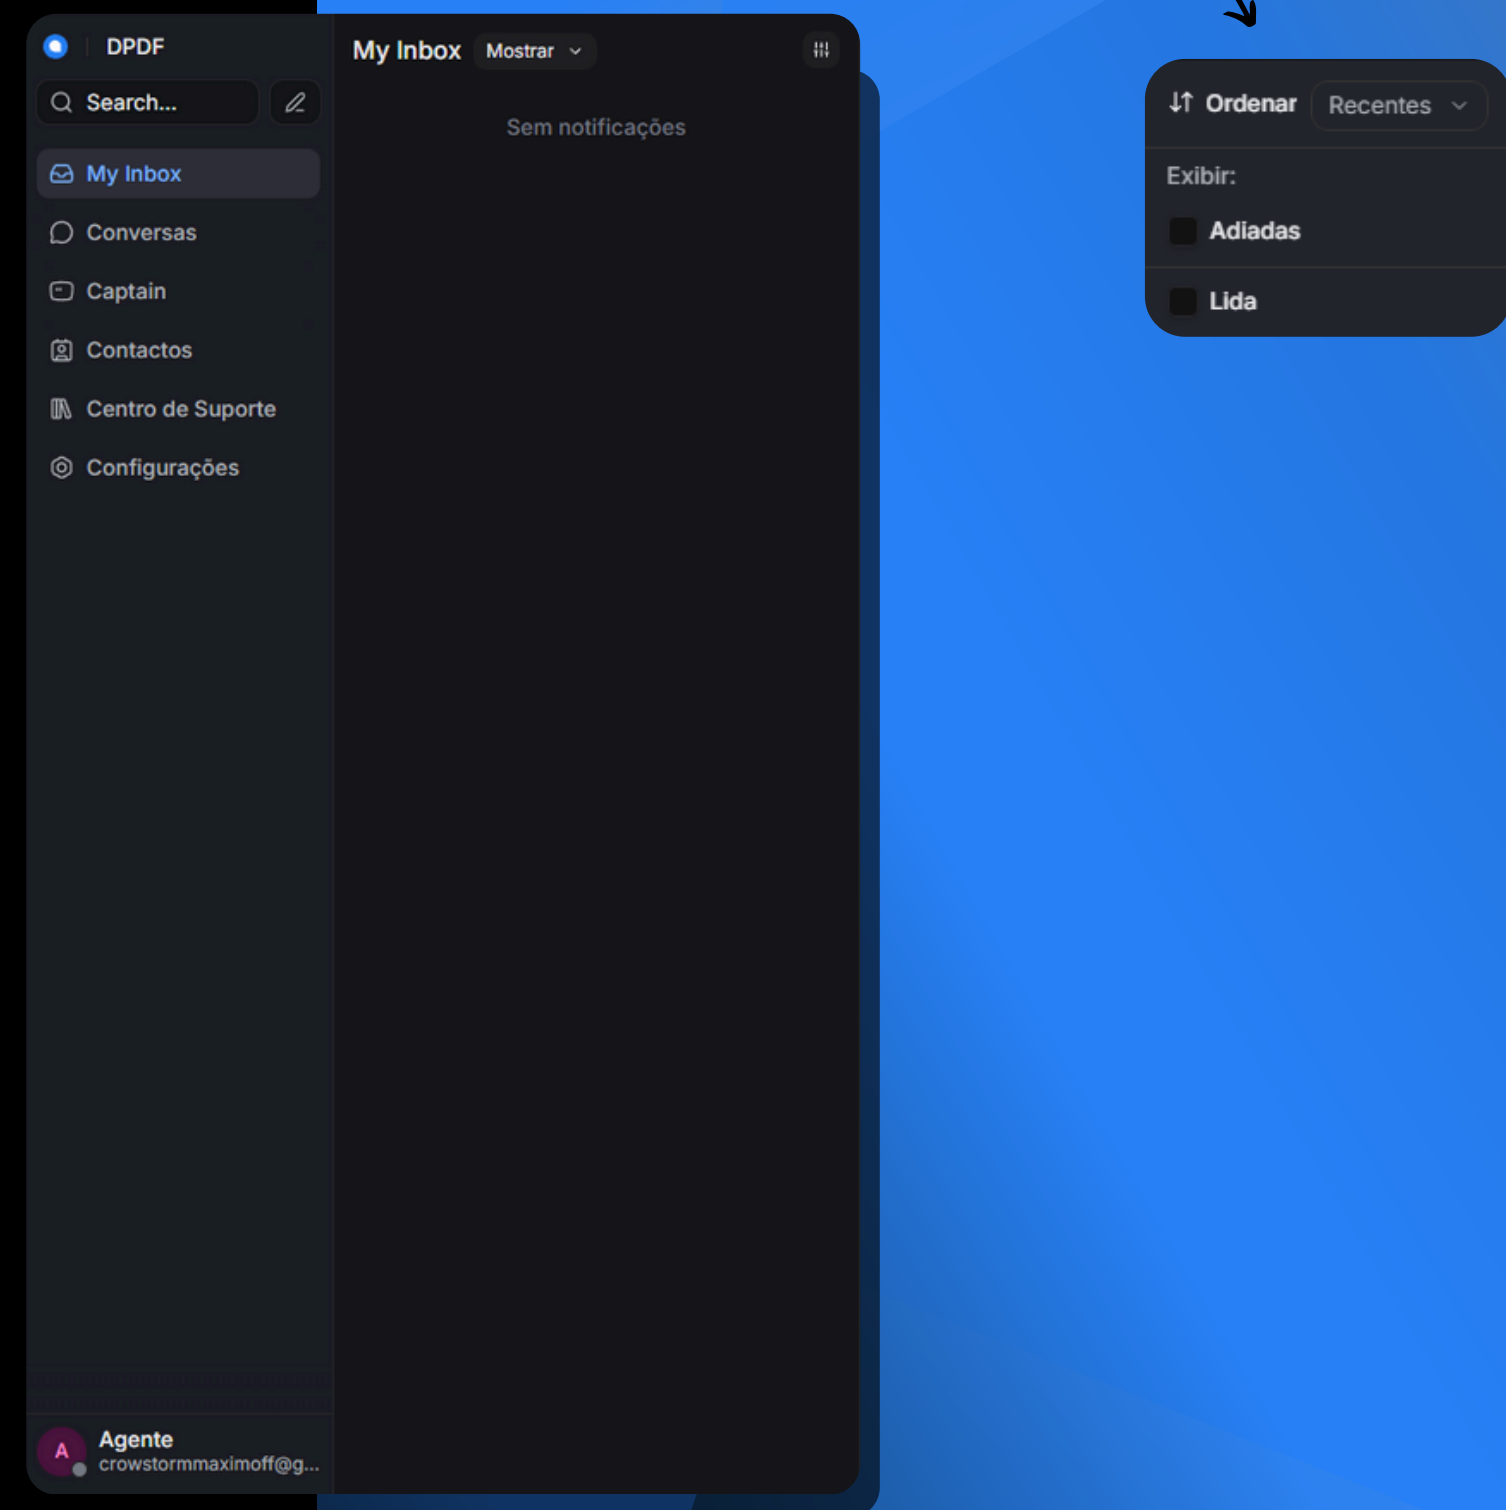 DPDF
Search...
My Inbox
Conversas
Captain
Contactos
Centro de Suporte
Configurações
A
Agente
crowstormmaximoff@g...
My Inbox Mostrar
Sem notificações
Ordenar Recentes
Exibir:
Adiadas
Lida